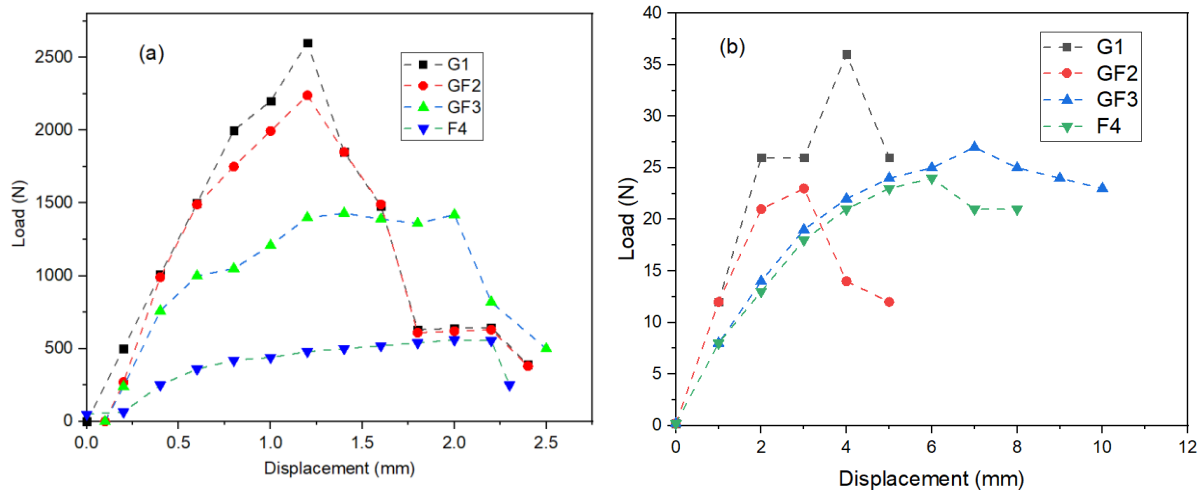 (a)
G1
GF2
GF3
F4
Load (N)
2500
2000
1500
1000
500
0
0.0 0.5 1.0 1.5 2.0 2.5
Displacement (mm)
(b)
G1
GF2
GF3
F4
Load (N)
40
35
30
25
20
15
10
5
0
0 2 4 6 8 10 12
Displacement (mm)